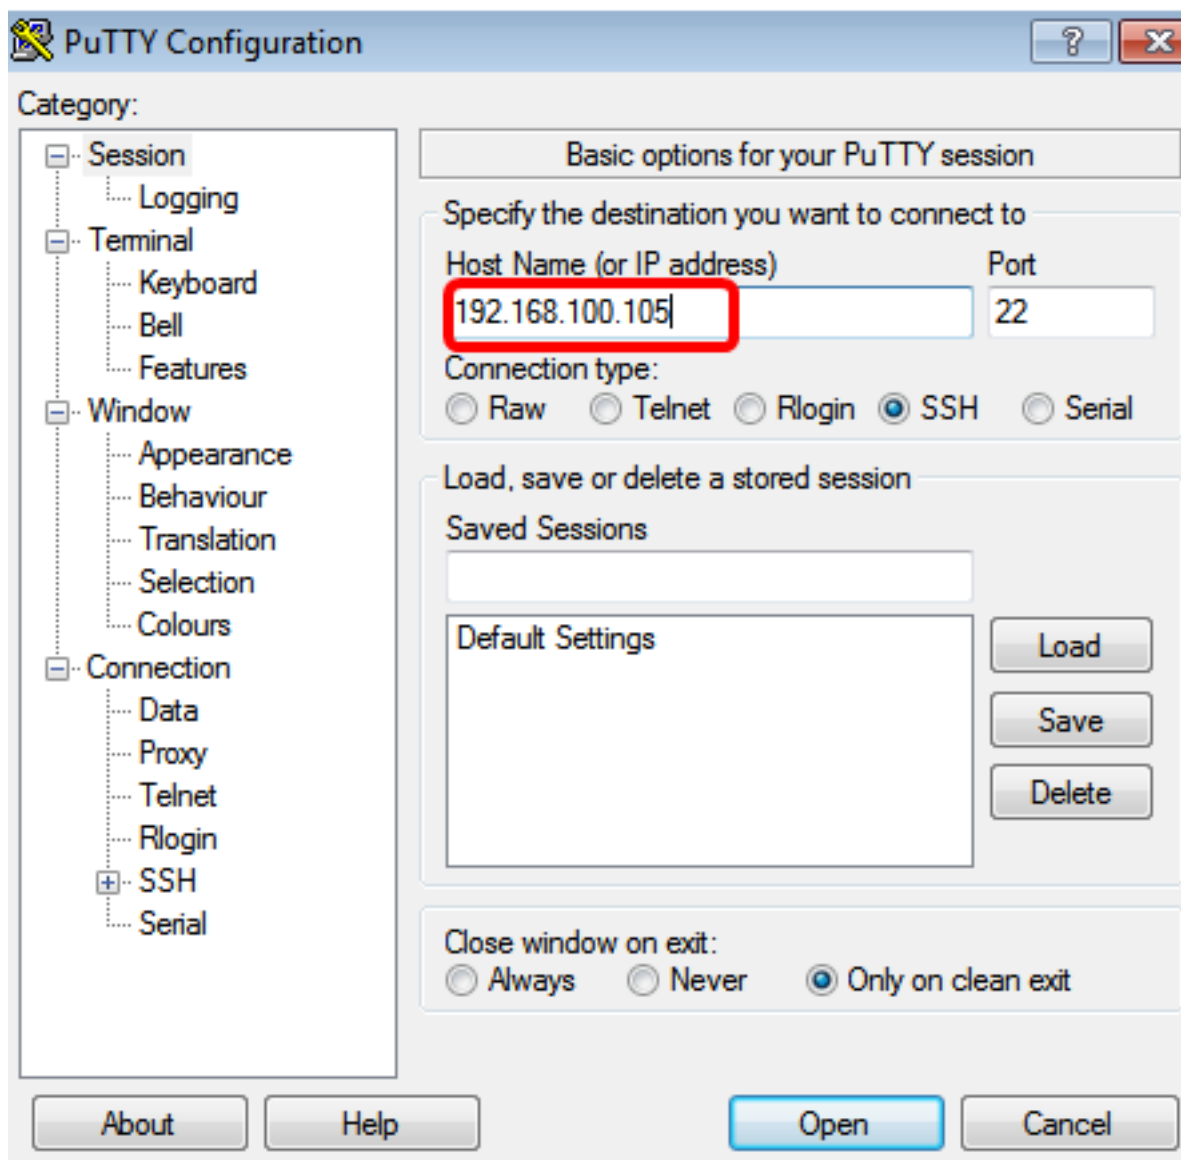 PuTTY Configuration
?
Category:
Session
Logging
Terminal
Keyboard
Bell
Features
Window
Appearance
Behaviour
Translation
Selection
Colours
Connection
Data
Proxy
Telnet
Rlogin
SSH
Serial
Basic options for your PuTTY session
Specify the destination you want to connect to
Host Name (or IP address) Port
192.168.100.105 22
Connection type:
Raw Telnet Rlogin SSH Serial
Load, save or delete a stored session
Saved Sessions
Default Settings
Load
Save
Delete
Close window on exit:
Always Never Only on clean exit
About Help Open Cancel